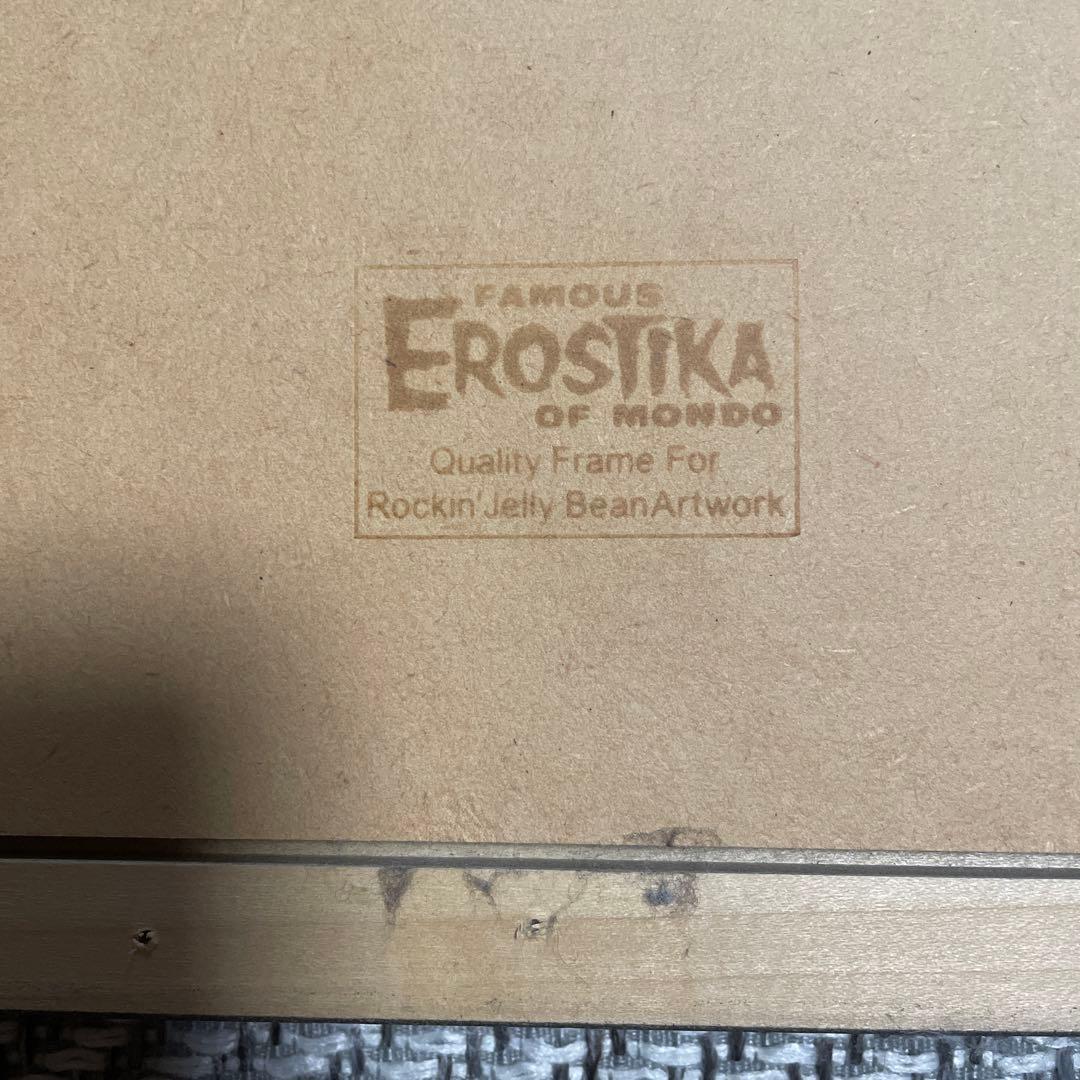 FAMOUS
EROSTIKA
OF MONDO
Quality Frame For
Rockin'Jelly BeanArtwork